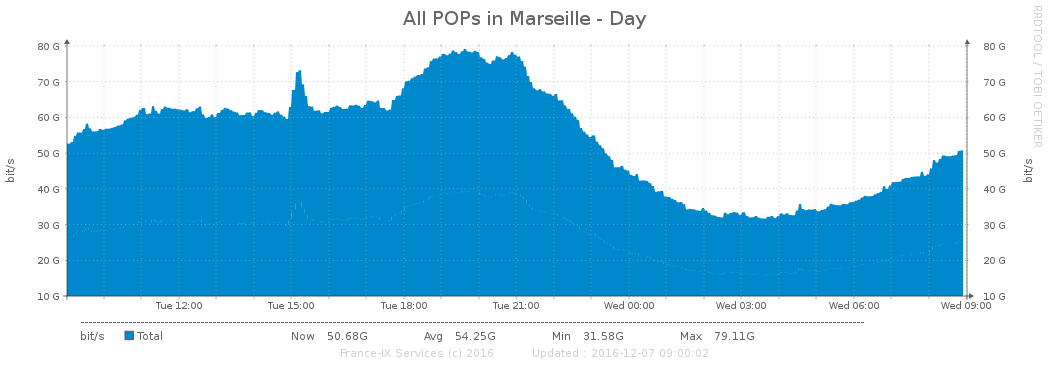 All POPs in Marseille - Day
RRDTOOL / TOBI OETIKER
bit/s
80 G 80 G
70 G 70 G
60 G 60 G
50 G 50 G
40 G 40 G
30 G 30 G
20 G 20 G
10 G 10 G
bit/s
Tue 12:00 Tue 15:00 Tue 18:00 Tue 21:00 Wed 00:00 Wed 03:00 Wed 06:00 Wed 09:00
bit/s Total Now 50.68G Avg 54.25G Min 31.58G Max 79.11G
France-IX Services (c) 2016 Updated : 2016-12-07 09:00:02